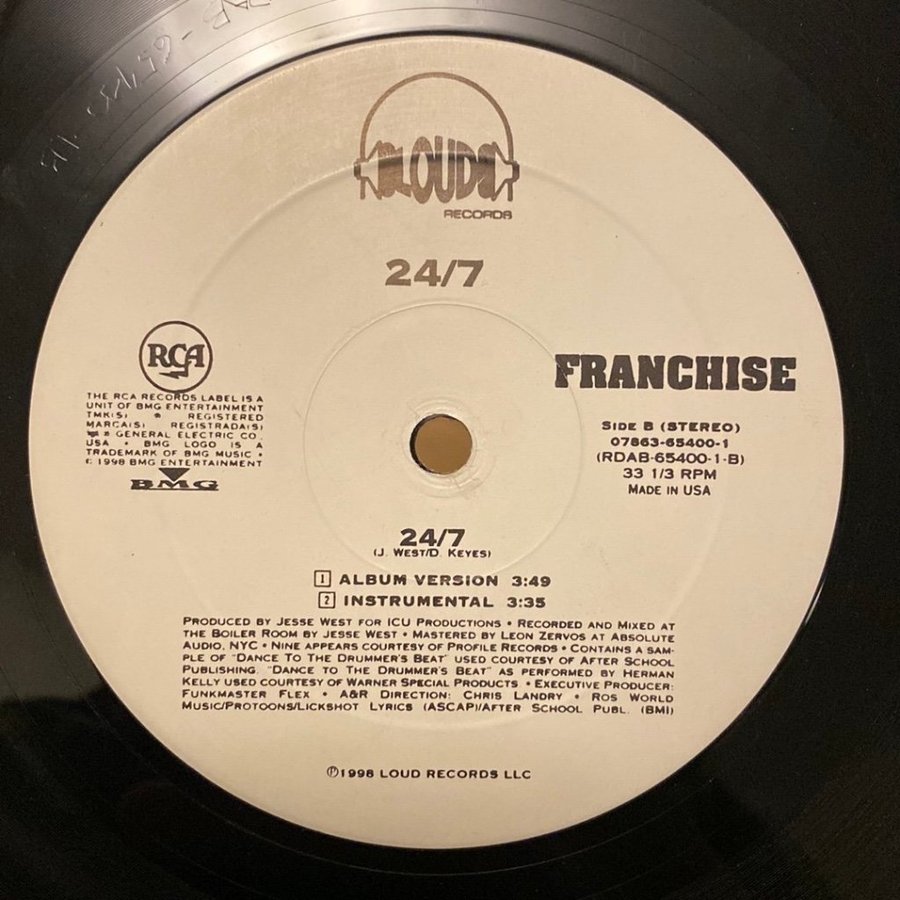 LOUD
RECORDS
24/7
RCA
THE RCA RECORDS LABEL IS A
UNIT OF BMG ENTERTAINMENT
TMK(S) ® REGISTERED
MARCA(S) REGISTRADA(S)
® GENERAL ELECTRIC CO.,
USA • BMG LOGO IS A
TRADEMARK OF BMG MUSIC •
© 1998 BMG ENTERTAINMENT
BMG
FRANCHISE
SIDE B (STEREO)
07863-65400-1
(RDAB-65400-1-B)
33 1/3 RPM
MADE IN USA
24/7
(J. WEST/D. KEYES)
1 ALBUM VERSION 3:49
2 INSTRUMENTAL 3:35
PRODUCED BY JESSE WEST FOR ICU PRODUCTIONS • RECORDED AND MIXED AT
THE BOILER ROOM BY JESSE WEST • MASTERED BY LEON ZERVOS AT ABSOLUTE
AUDIO, NYC • NINE APPEARS COURTESY OF PROFILE RECORDS • CONTAINS A SAM-
PLE OF "DANCE TO THE DRUMMER'S BEAT" USED COURTESY OF AFTER SCHOOL
PUBLISHING. "DANCE TO THE DRUMMER'S BEAT" AS PERFORMED BY HERMAN
KELLY USED COURTESY OF WARNER SPECIAL PRODUCTS • EXECUTIVE PRODUCER:
FUNKMASTER FLEX • A&R DIRECTION: CHRIS LANDRY • ROS WORLD
MUSIC/PROTOONS/LICKSHOT LYRICS (ASCAP)/AFTER SCHOOL PUBL. (BMI)
℗1998 LOUD RECORDS LLC